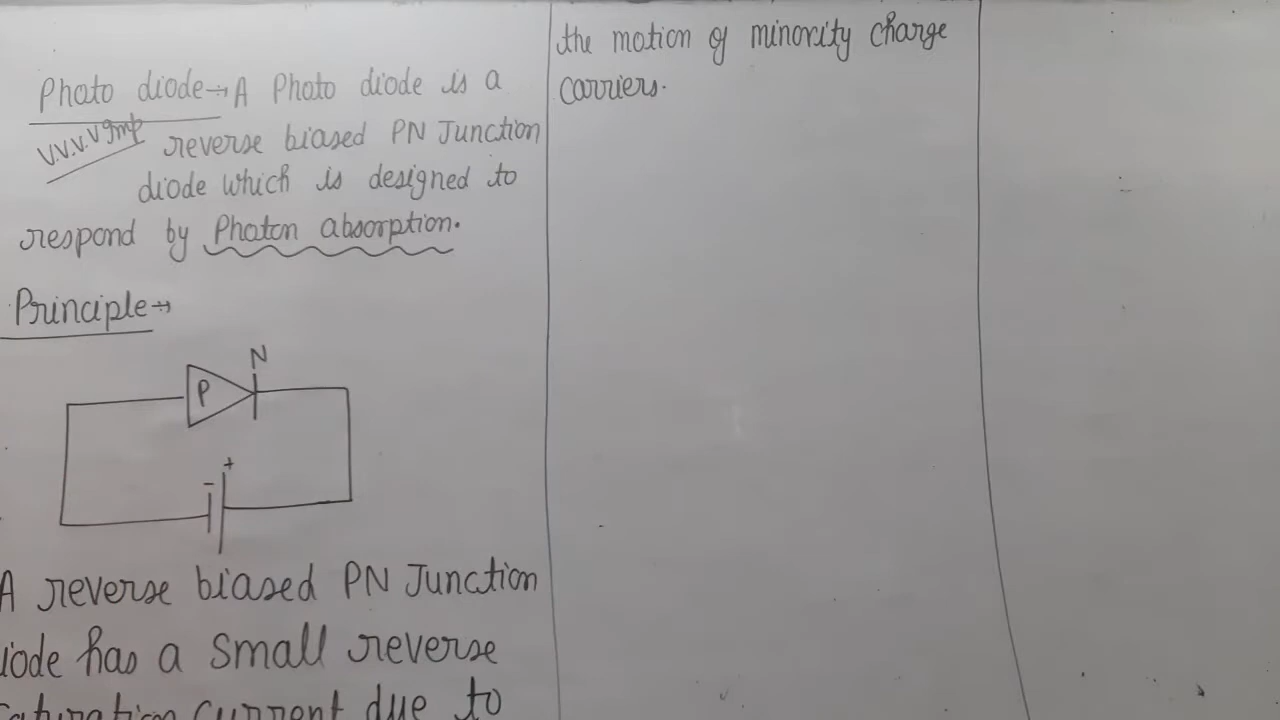 Photo diode→ A Photo diode is a
V.V.V.V Imp
reverse biased PN Junction
diode which is designed to
respond by Photon absorption.
Principle→
N
P
+
-
A reverse biased PN Junction
iode has a small reverse
saturation current due to
the motion of minority charge
carriers.